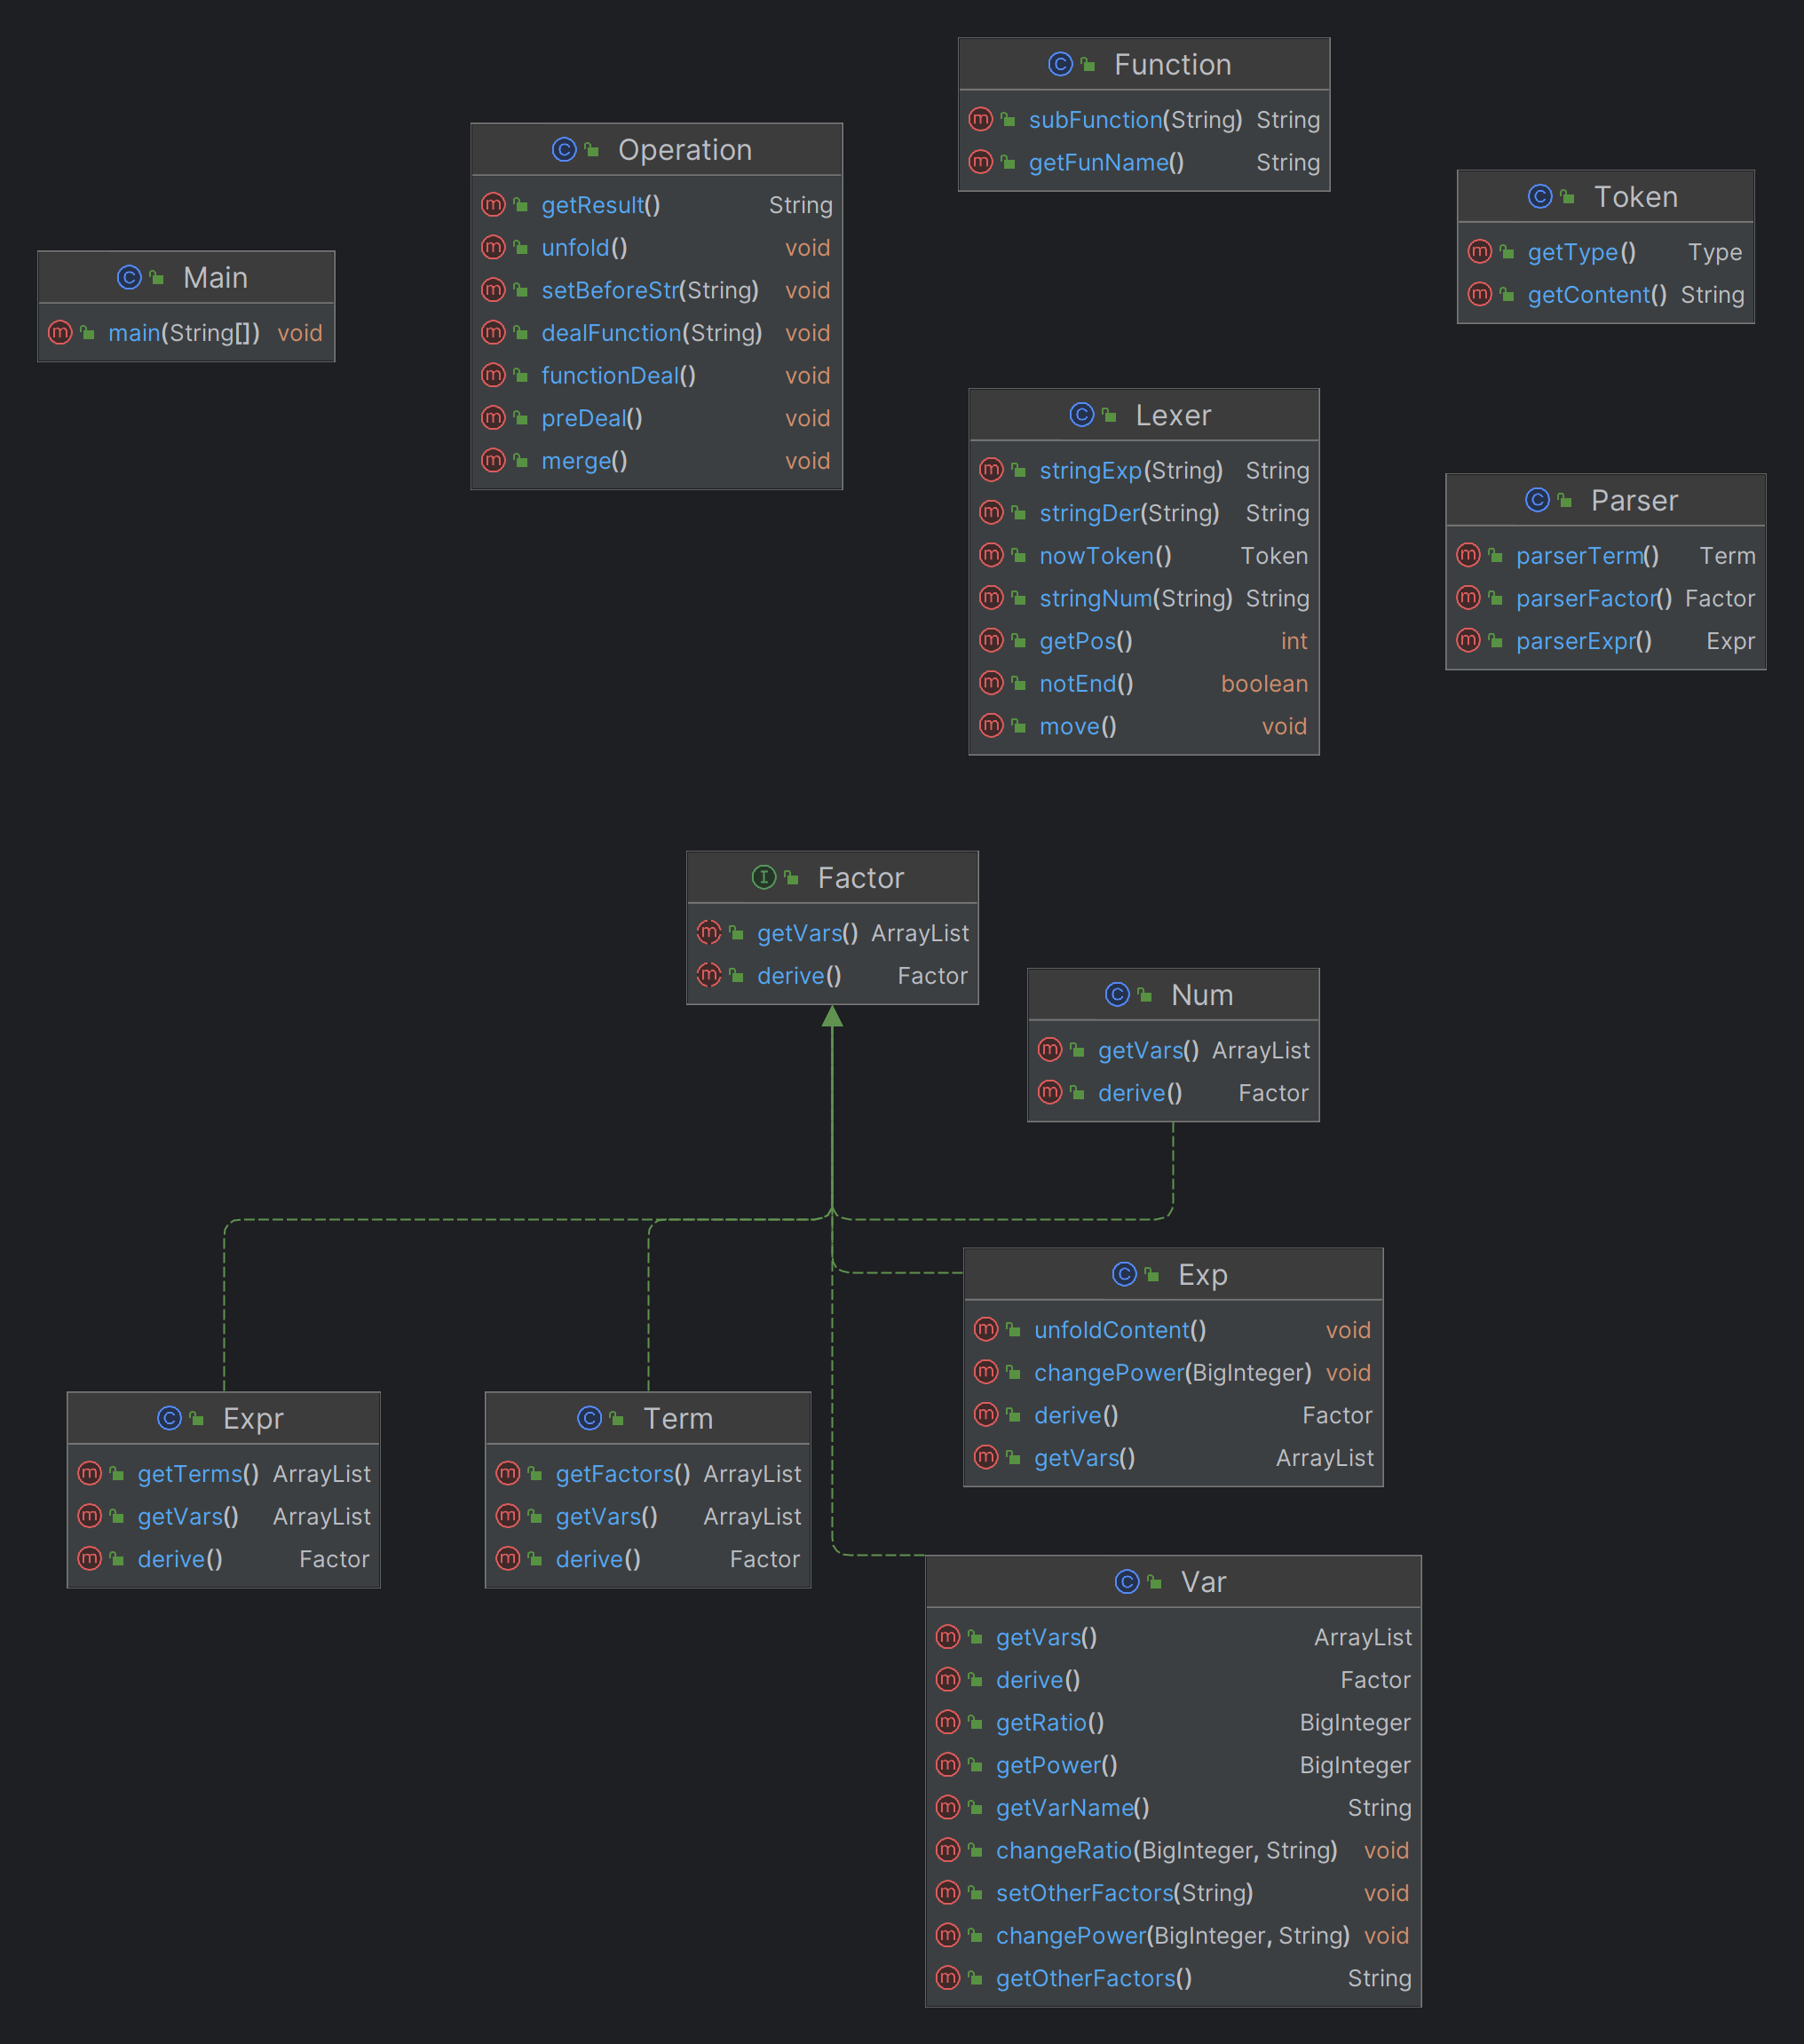 Function
subFunction(String) String
getFunName() String
Operation
getResult() String
unfold() void
setBeforeStr(String) void
dealFunction(String) void
functionDeal() void
preDeal() void
merge() void
Token
getType() Type
getContent() String
Main
main(String[]) void
Lexer
stringExp(String) String
stringDer(String) String
nowToken() Token
stringNum(String) String
getPos() int
notEnd() boolean
move() void
Parser
parserTerm() Term
parserFactor() Factor
parserExpr() Expr
Factor
getVars() ArrayList
derive() Factor
Num
getVars() ArrayList
derive() Factor
Exp
unfoldContent() void
changePower(BigInteger) void
derive() Factor
getVars() ArrayList
Expr
getTerms() ArrayList
getVars() ArrayList
derive() Factor
Term
getFactors() ArrayList
getVars() ArrayList
derive() Factor
Var
getVars() ArrayList
derive() Factor
getRatio() BigInteger
getPower() BigInteger
getVarName() String
changeRatio(BigInteger, String) void
setOtherFactors(String) void
changePower(BigInteger, String) void
getOtherFactors() String